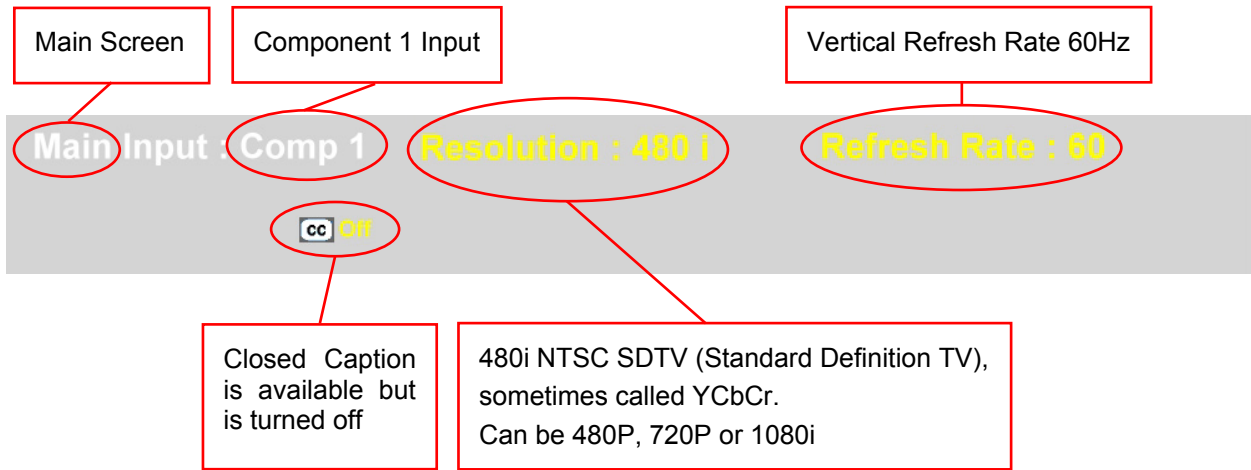 Main Screen
Component 1 Input
Vertical Refresh Rate 60Hz
Main Input : Comp 1 Resolution : 480 i Refresh Rate : 60
cc Off
Closed Caption
is available but
is turned off
480i NTSC SDTV (Standard Definition TV),
sometimes called YCbCr.
Can be 480P, 720P or 1080i